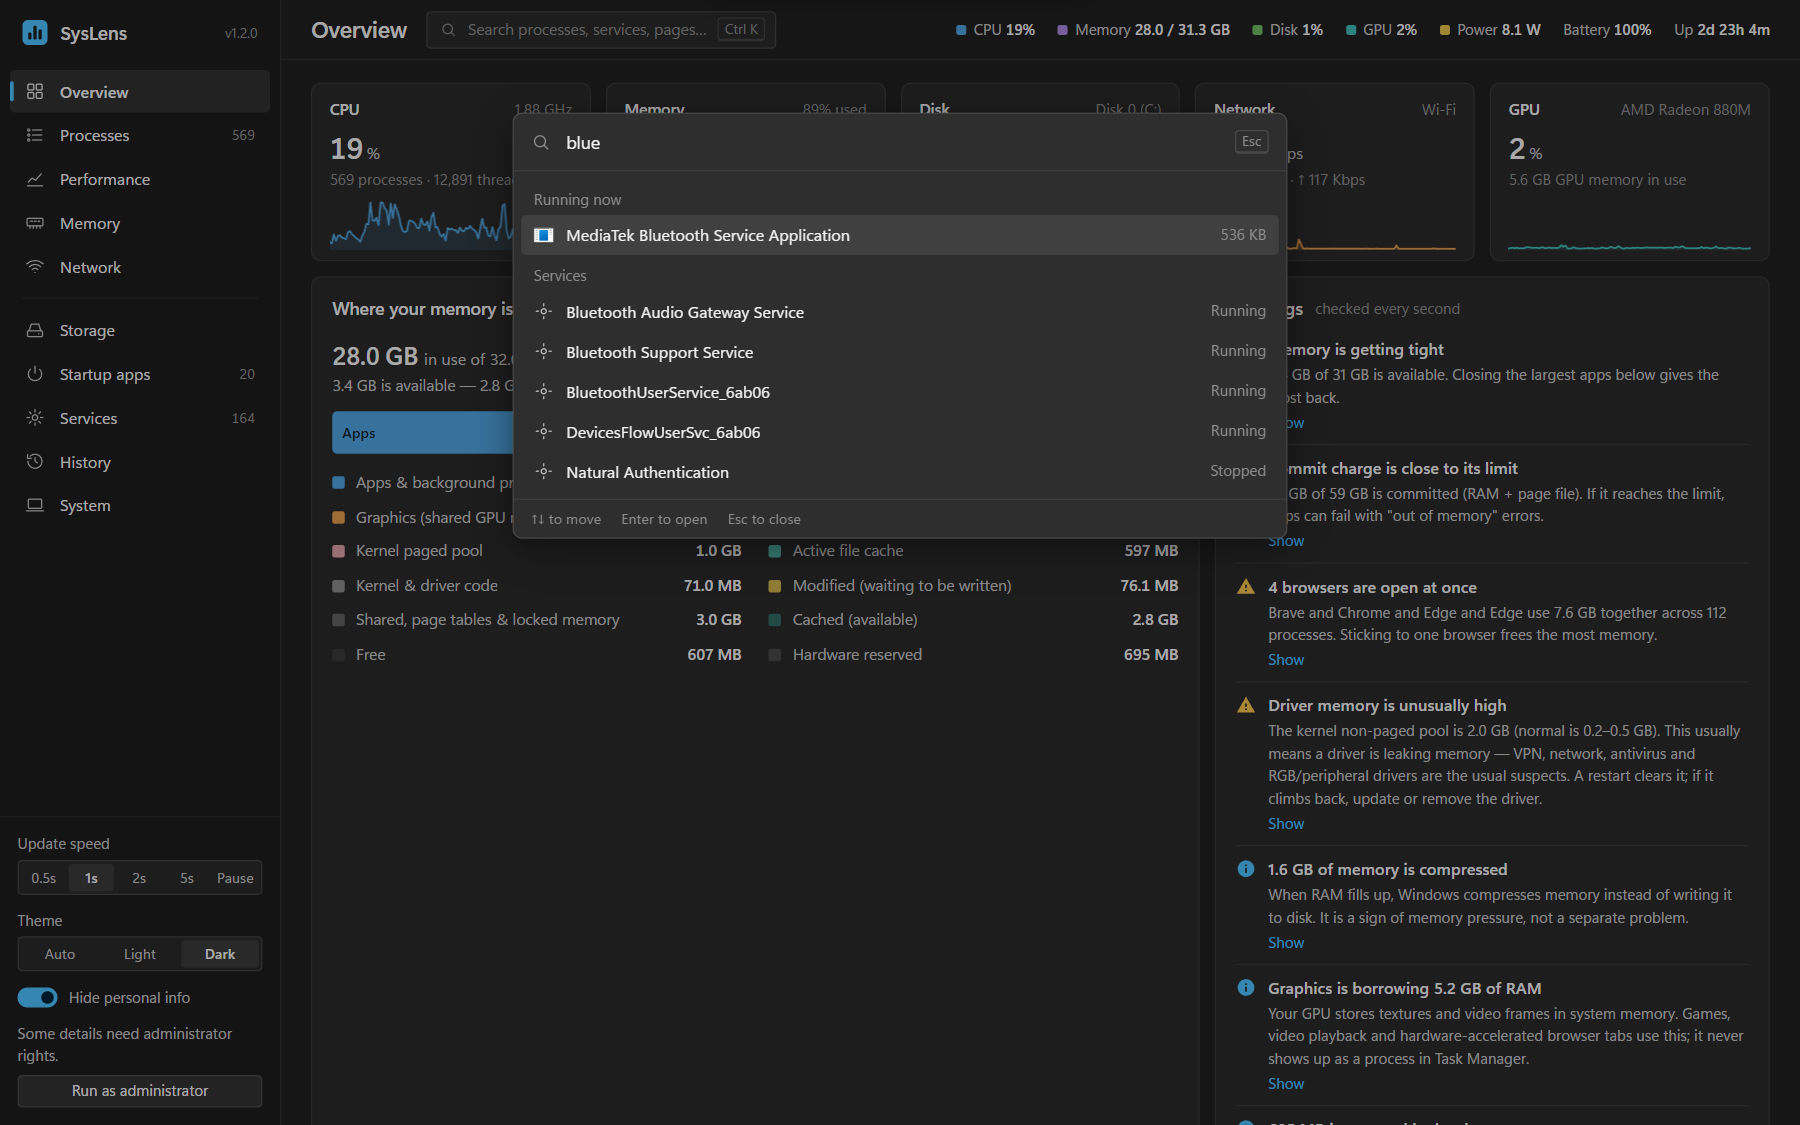 SysLens v1.2.0
Overview
Processes 569
Performance
Memory
Network
Storage
Startup apps 20
Services 164
History
System
Update speed
0.5s 1s 2s 5s Pause
Theme
Auto Light Dark
Hide personal info
Some details need administrator
rights.
Run as administrator
Overview
Search processes, services, pages... Ctrl K
CPU 19% Memory 28.0 / 31.3 GB Disk 1% GPU 2% Power 8.1 W Battery 100% Up 2d 23h 4m
CPU 1.88 GHz
19 %
569 processes · 12,891 threa
Memory 89% used
Disk Disk 0 (C:)
Network Wi-Fi
ps
· ↑ 117 Kbps
GPU AMD Radeon 880M
2 %
5.6 GB GPU memory in use
blue Esc
Running now
MediaTek Bluetooth Service Application 536 KB
Services
Bluetooth Audio Gateway Service Running
Bluetooth Support Service Running
BluetoothUserService_6ab06 Running
DevicesFlowUserSvc_6ab06 Running
Natural Authentication Stopped
↑↓ to move Enter to open Esc to close
Where your memory is
28.0 GB in use of 32.
3.4 GB is available — 2.8 G
Apps
Apps & background pr
Graphics (shared GPU
Kernel paged pool 1.0 GB
Active file cache 597 MB
Kernel & driver code 71.0 MB
Modified (waiting to be written) 76.1 MB
Shared, page tables & locked memory 3.0 GB
Cached (available) 2.8 GB
Free 607 MB
Hardware reserved 695 MB
gs checked every second
emory is getting tight
GB of 31 GB is available. Closing the largest apps below gives the
st back.
ow
mmit charge is close to its limit
GB of 59 GB is committed (RAM + page file). If it reaches the limit,
ps can fail with "out of memory" errors.
Show
4 browsers are open at once
Brave and Chrome and Edge and Edge use 7.6 GB together across 112
processes. Sticking to one browser frees the most memory.
Show
Driver memory is unusually high
The kernel non-paged pool is 2.0 GB (normal is 0.2–0.5 GB). This usually
means a driver is leaking memory — VPN, network, antivirus and
RGB/peripheral drivers are the usual suspects. A restart clears it; if it
climbs back, update or remove the driver.
Show
1.6 GB of memory is compressed
When RAM fills up, Windows compresses memory instead of writing it
to disk. It is a sign of memory pressure, not a separate problem.
Show
Graphics is borrowing 5.2 GB of RAM
Your GPU stores textures and video frames in system memory. Games,
video playback and hardware-accelerated browser tabs use this; it never
shows up as a process in Task Manager.
Show